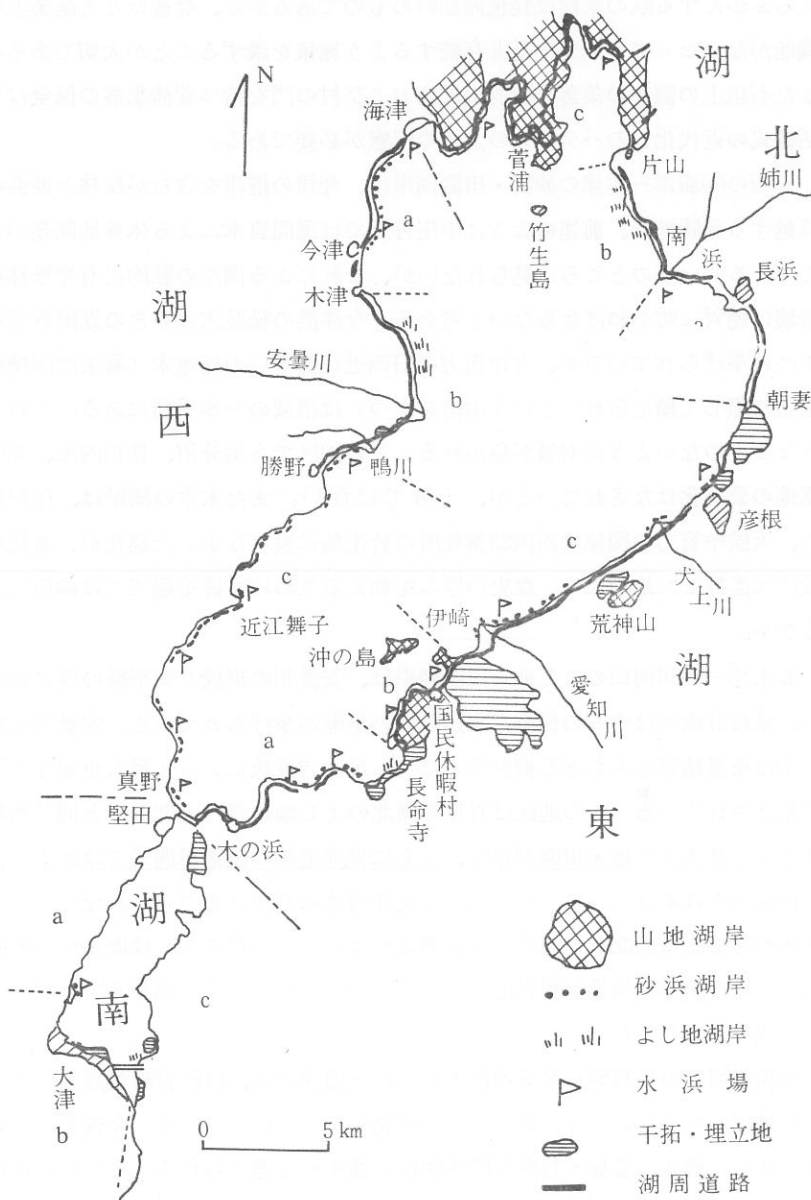 N
湖北
海津
菅浦
c
片山
姉川
竹生島
b
南浜
長浜
a
今津
木津
湖西
安曇川
b
勝野
鴨川
朝妻
彦根
c
c
犬上川
荒神山
近江舞子
伊崎
沖の島
b
国民休暇村
愛知川
湖東
a
長命寺
真野
堅田
木の浜
a
湖南
c
大津
b
0 5km
山地湖岸
砂浜湖岸
よし地湖岸
水浜場
干拓・埋立地
湖周道路